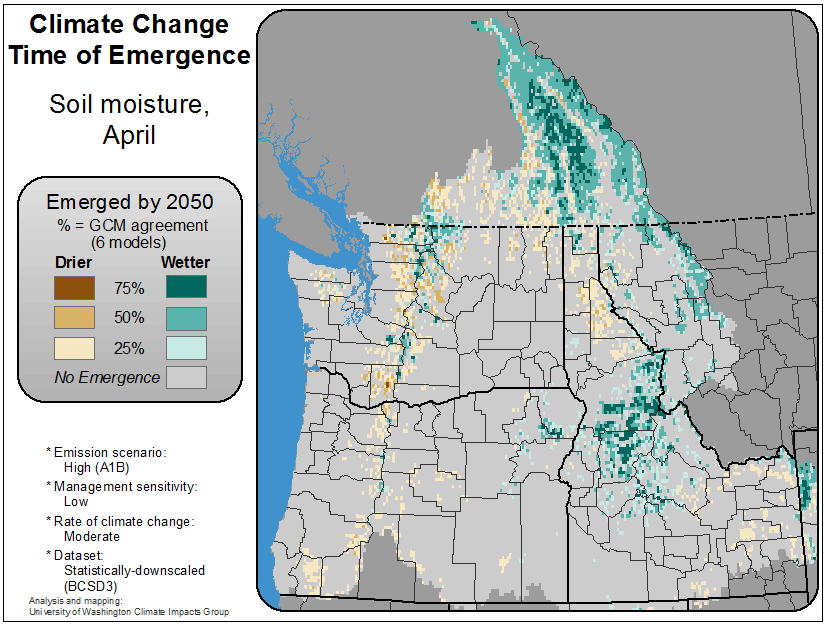 Climate Change
Time of Emergence
Soil moisture,
April
Emerged by 2050
% = GCM agreement
(6 models)
Drier Wetter
75%
50%
25%
No Emergence
* Emission scenario:
High (A1B)
* Management sensitivity:
Low
* Rate of climate change:
Moderate
* Dataset:
Statistically-downscaled
(BCSD3)
Analysis and mapping:
University of Washington Climate Impacts Group